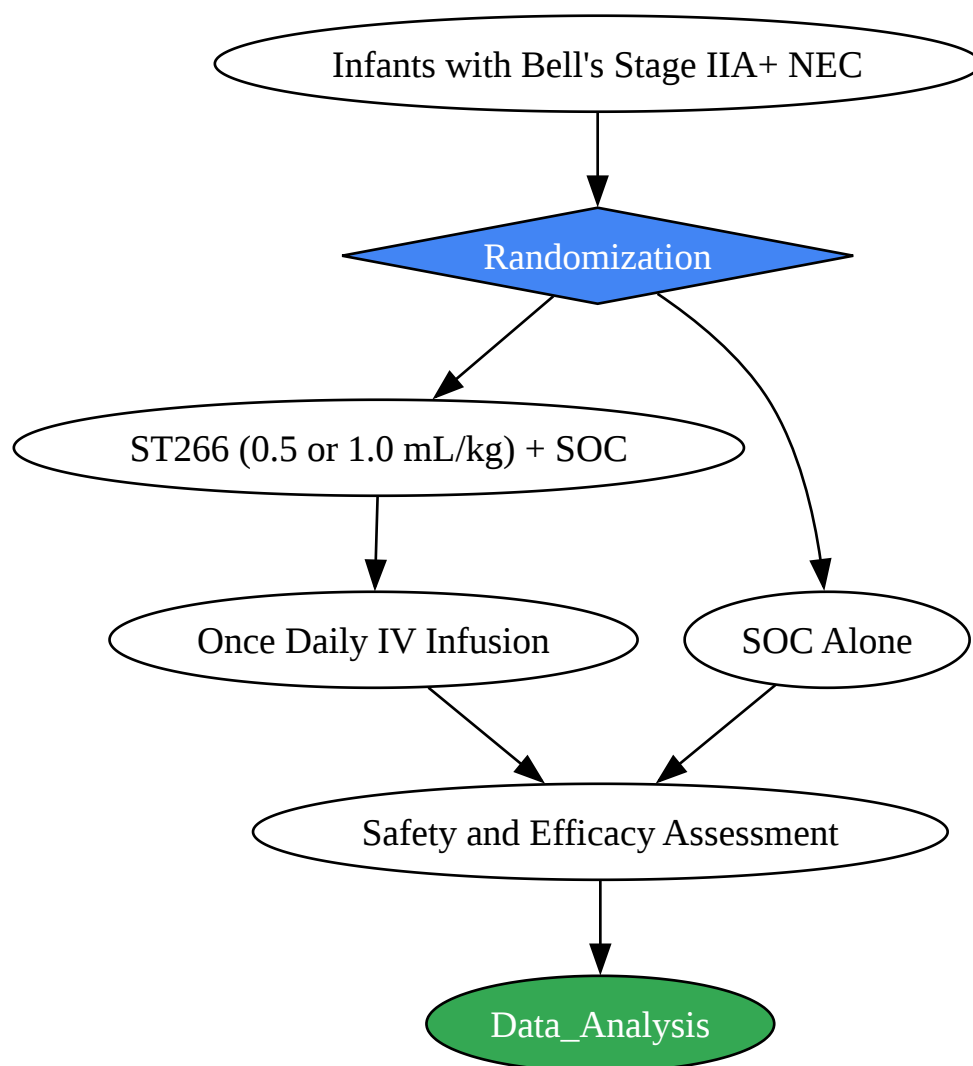 Infants with Bell's Stage IIA+ NEC
Randomization
ST266 (0.5 or 1.0 mL/kg) + SOC
Once Daily IV Infusion
SOC Alone
Safety and Efficacy Assessment
Data_Analysis